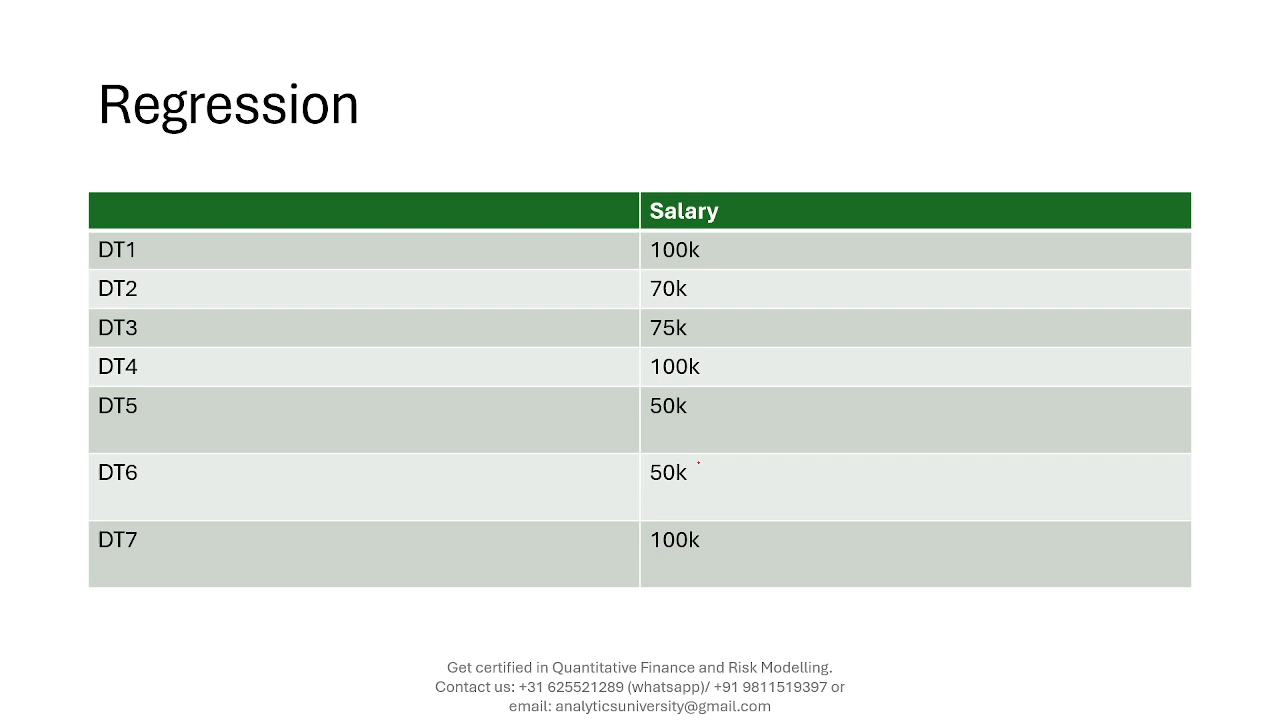 Regression
Salary
DT1 100k
DT2 70k
DT3 75k
DT4 100k
DT5 50k
DT6 50k
DT7 100k
Get certified in Quantitative Finance and Risk Modelling.
Contact us: +31 625521289 (whatsapp)/ +91 9811519397 or
email: analyticsuniversity@gmail.com